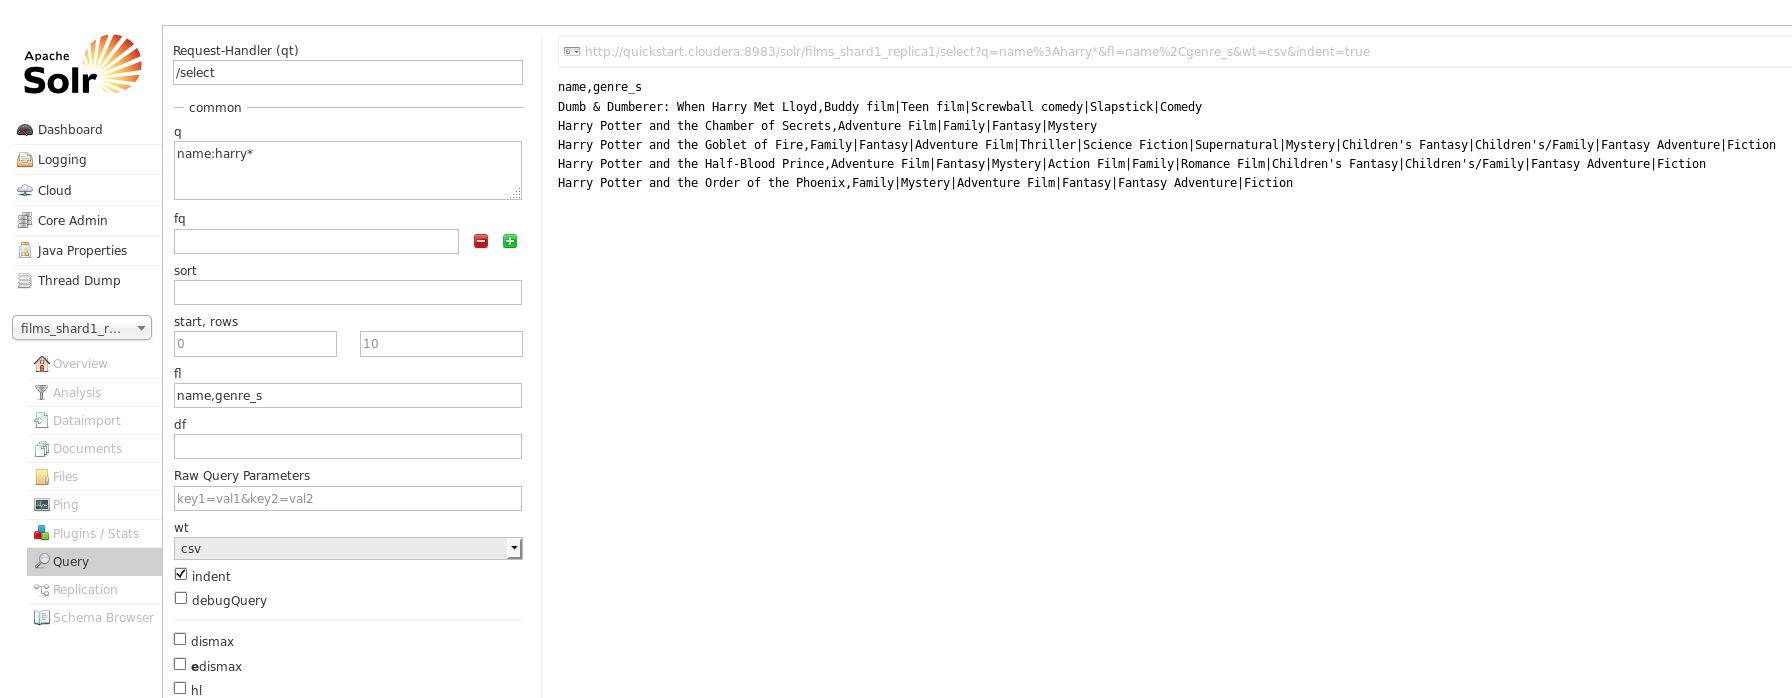 Apache
Solr
Dashboard
Logging
Cloud
Core Admin
Java Properties
Thread Dump
films_shard1_r...
Overview
Analysis
Dataimport
Documents
Files
Ping
Plugins / Stats
Query
Replication
Schema Browser
Request-Handler (qt)
/select
common
q
name:harry*
fq
sort
start, rows
0 10
fl
name,genre_s
df
Raw Query Parameters
key1=val1&key2=val2
wt
csv
indent
debugQuery
dismax
edismax
hl
http://quickstart.cloudera:8983/solr/films_shard1_replica1/select?q=name%3Aharry*&fl=name%2Cgenre_s&wt=csv&indent=true
name,genre_s
Dumb & Dumberer: When Harry Met Lloyd,Buddy film|Teen film|Screwball comedy|Slapstick|Comedy
Harry Potter and the Chamber of Secrets,Adventure Film|Family|Fantasy|Mystery
Harry Potter and the Goblet of Fire,Family|Fantasy|Adventure Film|Thriller|Science Fiction|Supernatural|Mystery|Children's Fantasy|Children's/Family|Fantasy Adventure|Fiction
Harry Potter and the Half-Blood Prince,Adventure Film|Fantasy|Mystery|Action Film|Family|Romance Film|Children's Fantasy|Children's/Family|Fantasy Adventure|Fiction
Harry Potter and the Order of the Phoenix,Family|Mystery|Adventure Film|Fantasy|Fantasy Adventure|Fiction